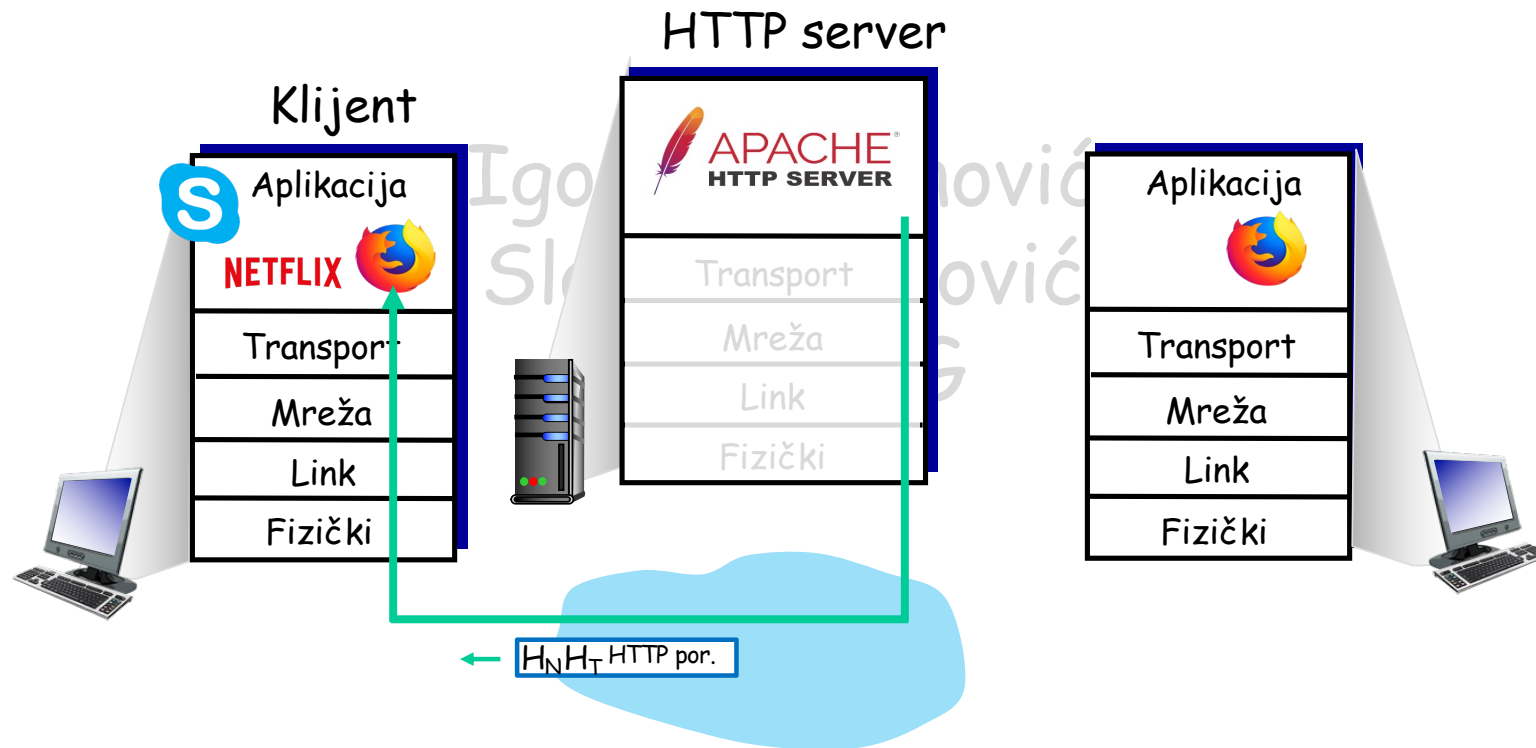 HTTP server
Klijent
Aplikacija
S
NETFLIX
Transport
Mreža
Link
Fizički
APACHE®
HTTP SERVER
Transport
Mreža
Link
Fizički
Aplikacija
Transport
Mreža
Link
Fizički
HNHT HTTP por.